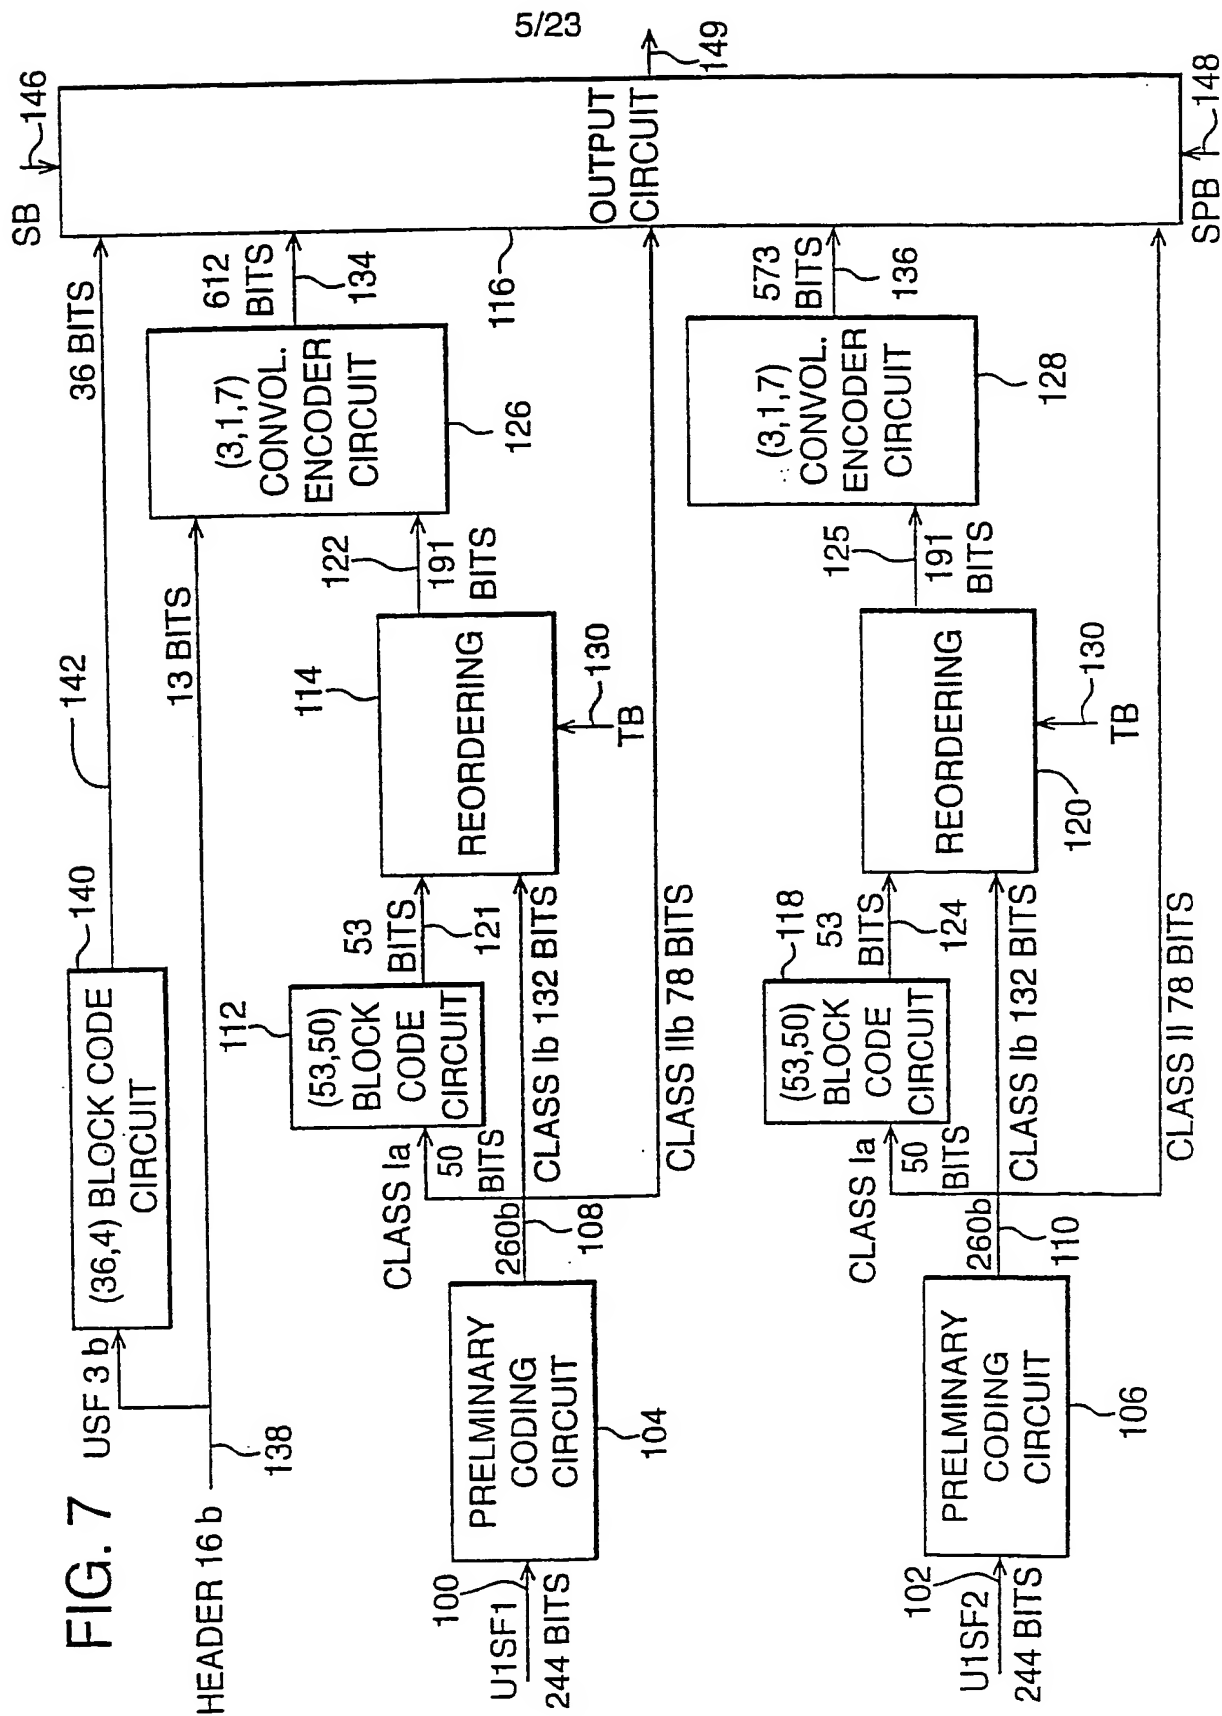 5/23
FIG. 7
HEADER 16 b
138
USF 3 b
(36,4) BLOCK CODE
CIRCUIT
140
142
36 BITS
SB
146
13 BITS
U1SF1
100
244 BITS
PRELMINARY
CODING
CIRCUIT
104
260b
108
CLASS Ia
50
BITS
(53,50)
BLOCK
CODE
CIRCUIT
112
53
BITS
121
CLASS Ib 132 BITS
CLASS IIb 78 BITS
REORDERING
114
TB
130
122
191
BITS
(3,1,7)
CONVOL.
ENCODER
CIRCUIT
126
612
BITS
134
116
OUTPUT
CIRCUIT
149
U1SF2
102
244 BITS
PRELMINARY
CODING
CIRCUIT
106
260b
110
CLASS Ia
50
BITS
(53,50)
BLOCK
CODE
CIRCUIT
118
53
BITS
124
CLASS Ib 132 BITS
CLASS II 78 BITS
REORDERING
120
TB
130
125
191
BITS
(3,1,7)
CONVOL.
ENCODER
CIRCUIT
128
573
BITS
136
SPB
148